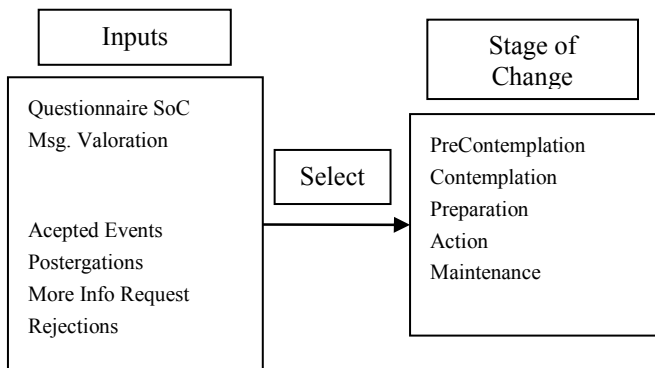 Inputs
Questionnaire SoC
Msg. Valoration
Acepted Events
Postergations
More Info Request
Rejections
Select
Stage of
Change
PreContemplation
Contemplation
Preparation
Action
Maintenance